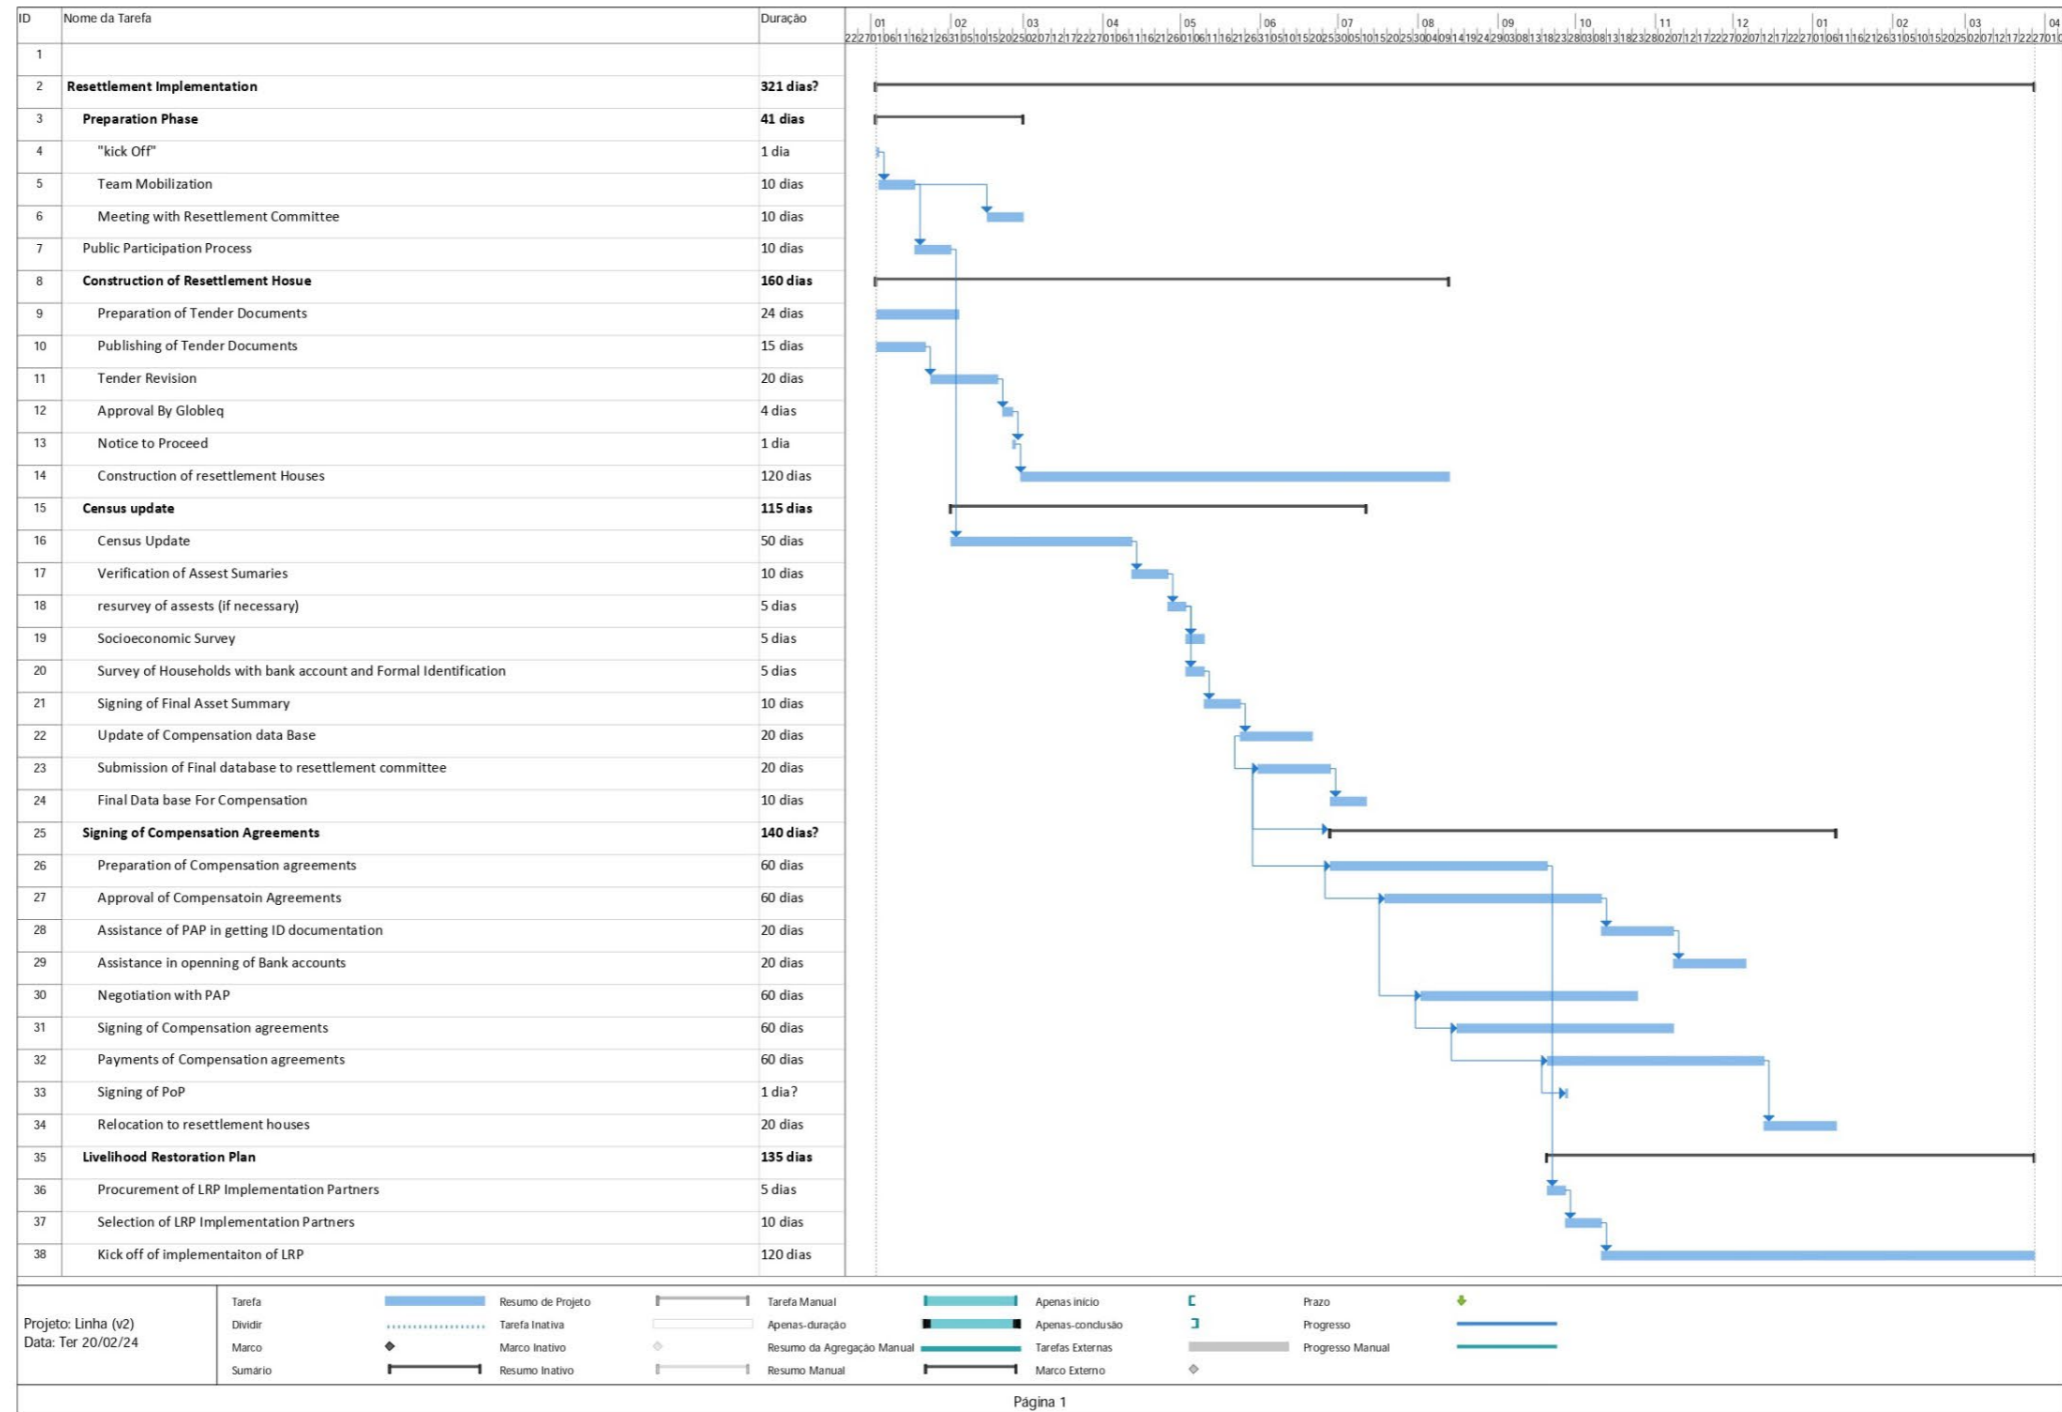 ID Nome da Tarefa Duração 01 02 03 04 05 06 07 08 09 10 11 12 01 02 03 04
1
2 Resettlement Implementation 321 dias?
3 Preparation Phase 41 dias
4 "kick Off" 1 dia
5 Team Mobilization 10 dias
6 Meeting with Resettlement Committee 10 dias
7 Public Participation Process 10 dias
8 Construction of Resettlement Hosue 160 dias
9 Preparation of Tender Documents 24 dias
10 Publishing of Tender Documents 15 dias
11 Tender Revision 20 dias
12 Approval By Globleq 4 dias
13 Notice to Proceed 1 dia
14 Construction of resettlement Houses 120 dias
15 Census update 115 dias
16 Census Update 50 dias
17 Verification of Assest Sumaries 10 dias
18 resurvey of assests (if necessary) 5 dias
19 Socioeconomic Survey 5 dias
20 Survey of Households with bank account and Formal Identification 5 dias
21 Signing of Final Asset Summary 10 dias
22 Update of Compensation data Base 20 dias
23 Submission of Final database to resettlement committee 20 dias
24 Final Data base For Compensation 10 dias
25 Signing of Compensation Agreements 140 dias?
26 Preparation of Compensation agreements 60 dias
27 Approval of Compensatoin Agreements 60 dias
28 Assistance of PAP in getting ID documentation 20 dias
29 Assistance in openning of Bank accounts 20 dias
30 Negotiation with PAP 60 dias
31 Signing of Compensation agreements 60 dias
32 Payments of Compensation agreements 60 dias
33 Signing of PoP 1 dia?
34 Relocation to resettlement houses 20 dias
35 Livelihood Restoration Plan 135 dias
36 Procurement of LRP Implementation Partners 5 dias
37 Selection of LRP Implementation Partners 10 dias
38 Kick off of implementaiton of LRP 120 dias
Projeto: Linha (v2)
Data: Ter 20/02/24
Tarefa Resumo de Projeto Tarefa Manual Apenas início Prazo
Dividir Tarefa Inativa Apenas-duração Apenas-conclusão Progresso
Marco Marco Inativo Resumo da Agregação Manual Tarefas Externas Progresso Manual
Sumário Resumo Inativo Resumo Manual Marco Externo
Página 1